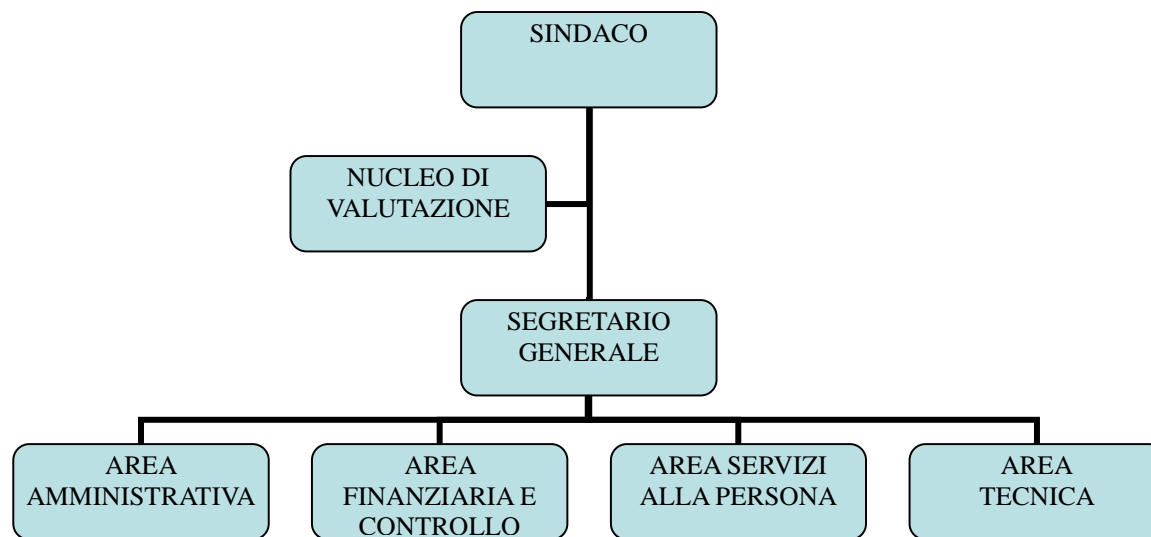 SINDACO
NUCLEO DI
VALUTAZIONE
SEGRETARIO
GENERALE
AREA
AMMINISTRATIVA
AREA
FINANZIARIA E
CONTROLLO
AREA SERVIZI
ALLA PERSONA
AREA
TECNICA